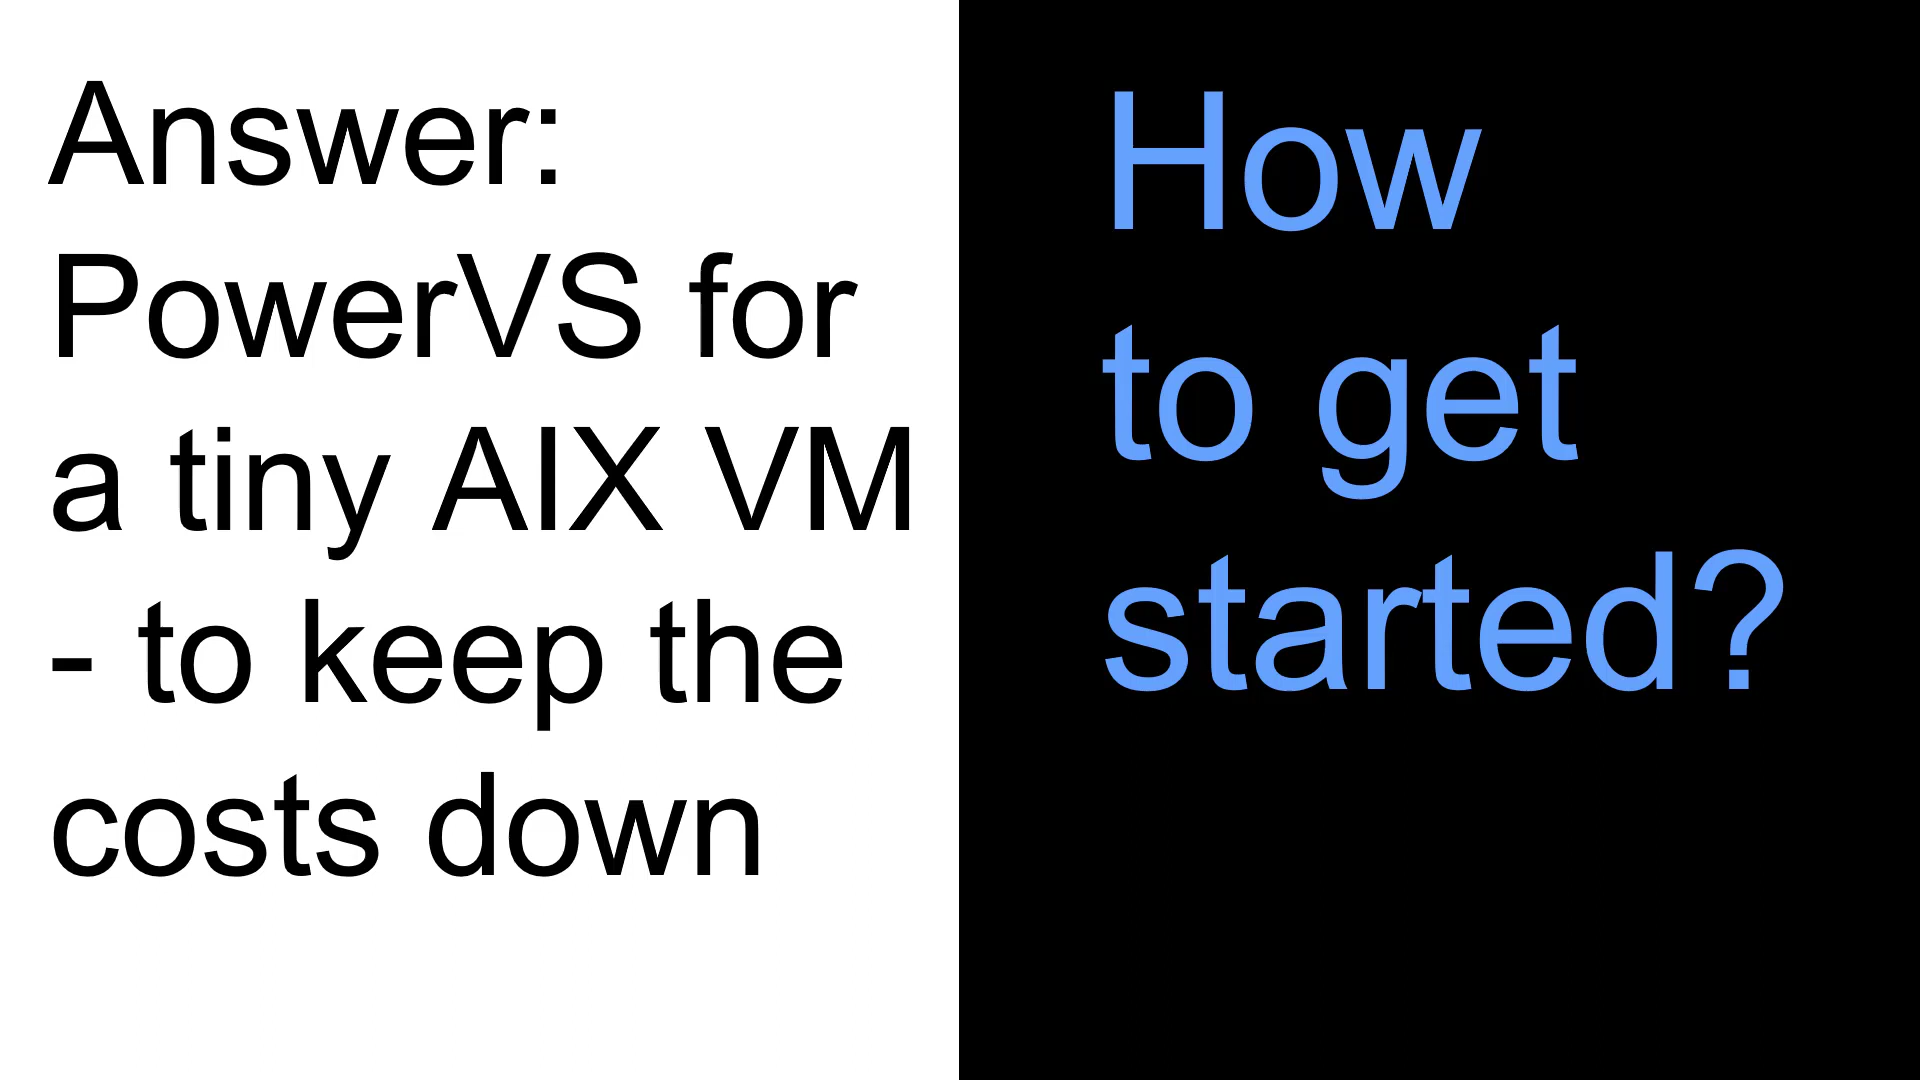 Answer:
PowerVS for
a tiny AIX VM
- to keep the
costs down
How
to get
started?